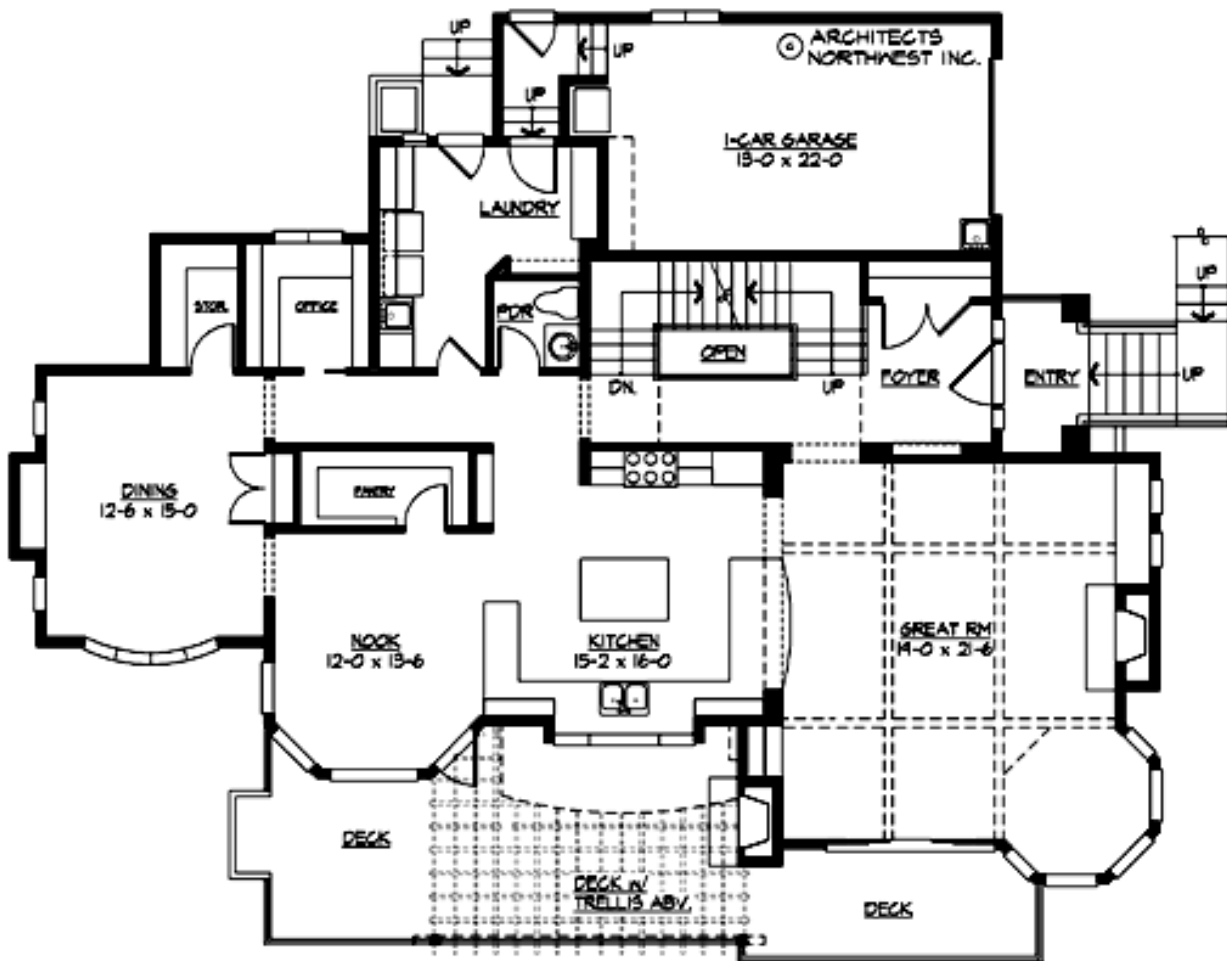 UP
UP
UP
ARCHITECTS
NORTHWEST INC.
1-CAR GARAGE
13-0 x 22-0
LAUNDRY
STOR.
OFFICE
PDR
OPEN
DN.
UP
FOYER
ENTRY
UP
UP
DINING
12-6 x 15-0
PANTRY
NOOK
12-0 x 13-6
KITCHEN
15-2 x 16-0
GREAT RM
19-0 x 21-6
DECK
DECK W/
TRELLIS ABV.
DECK